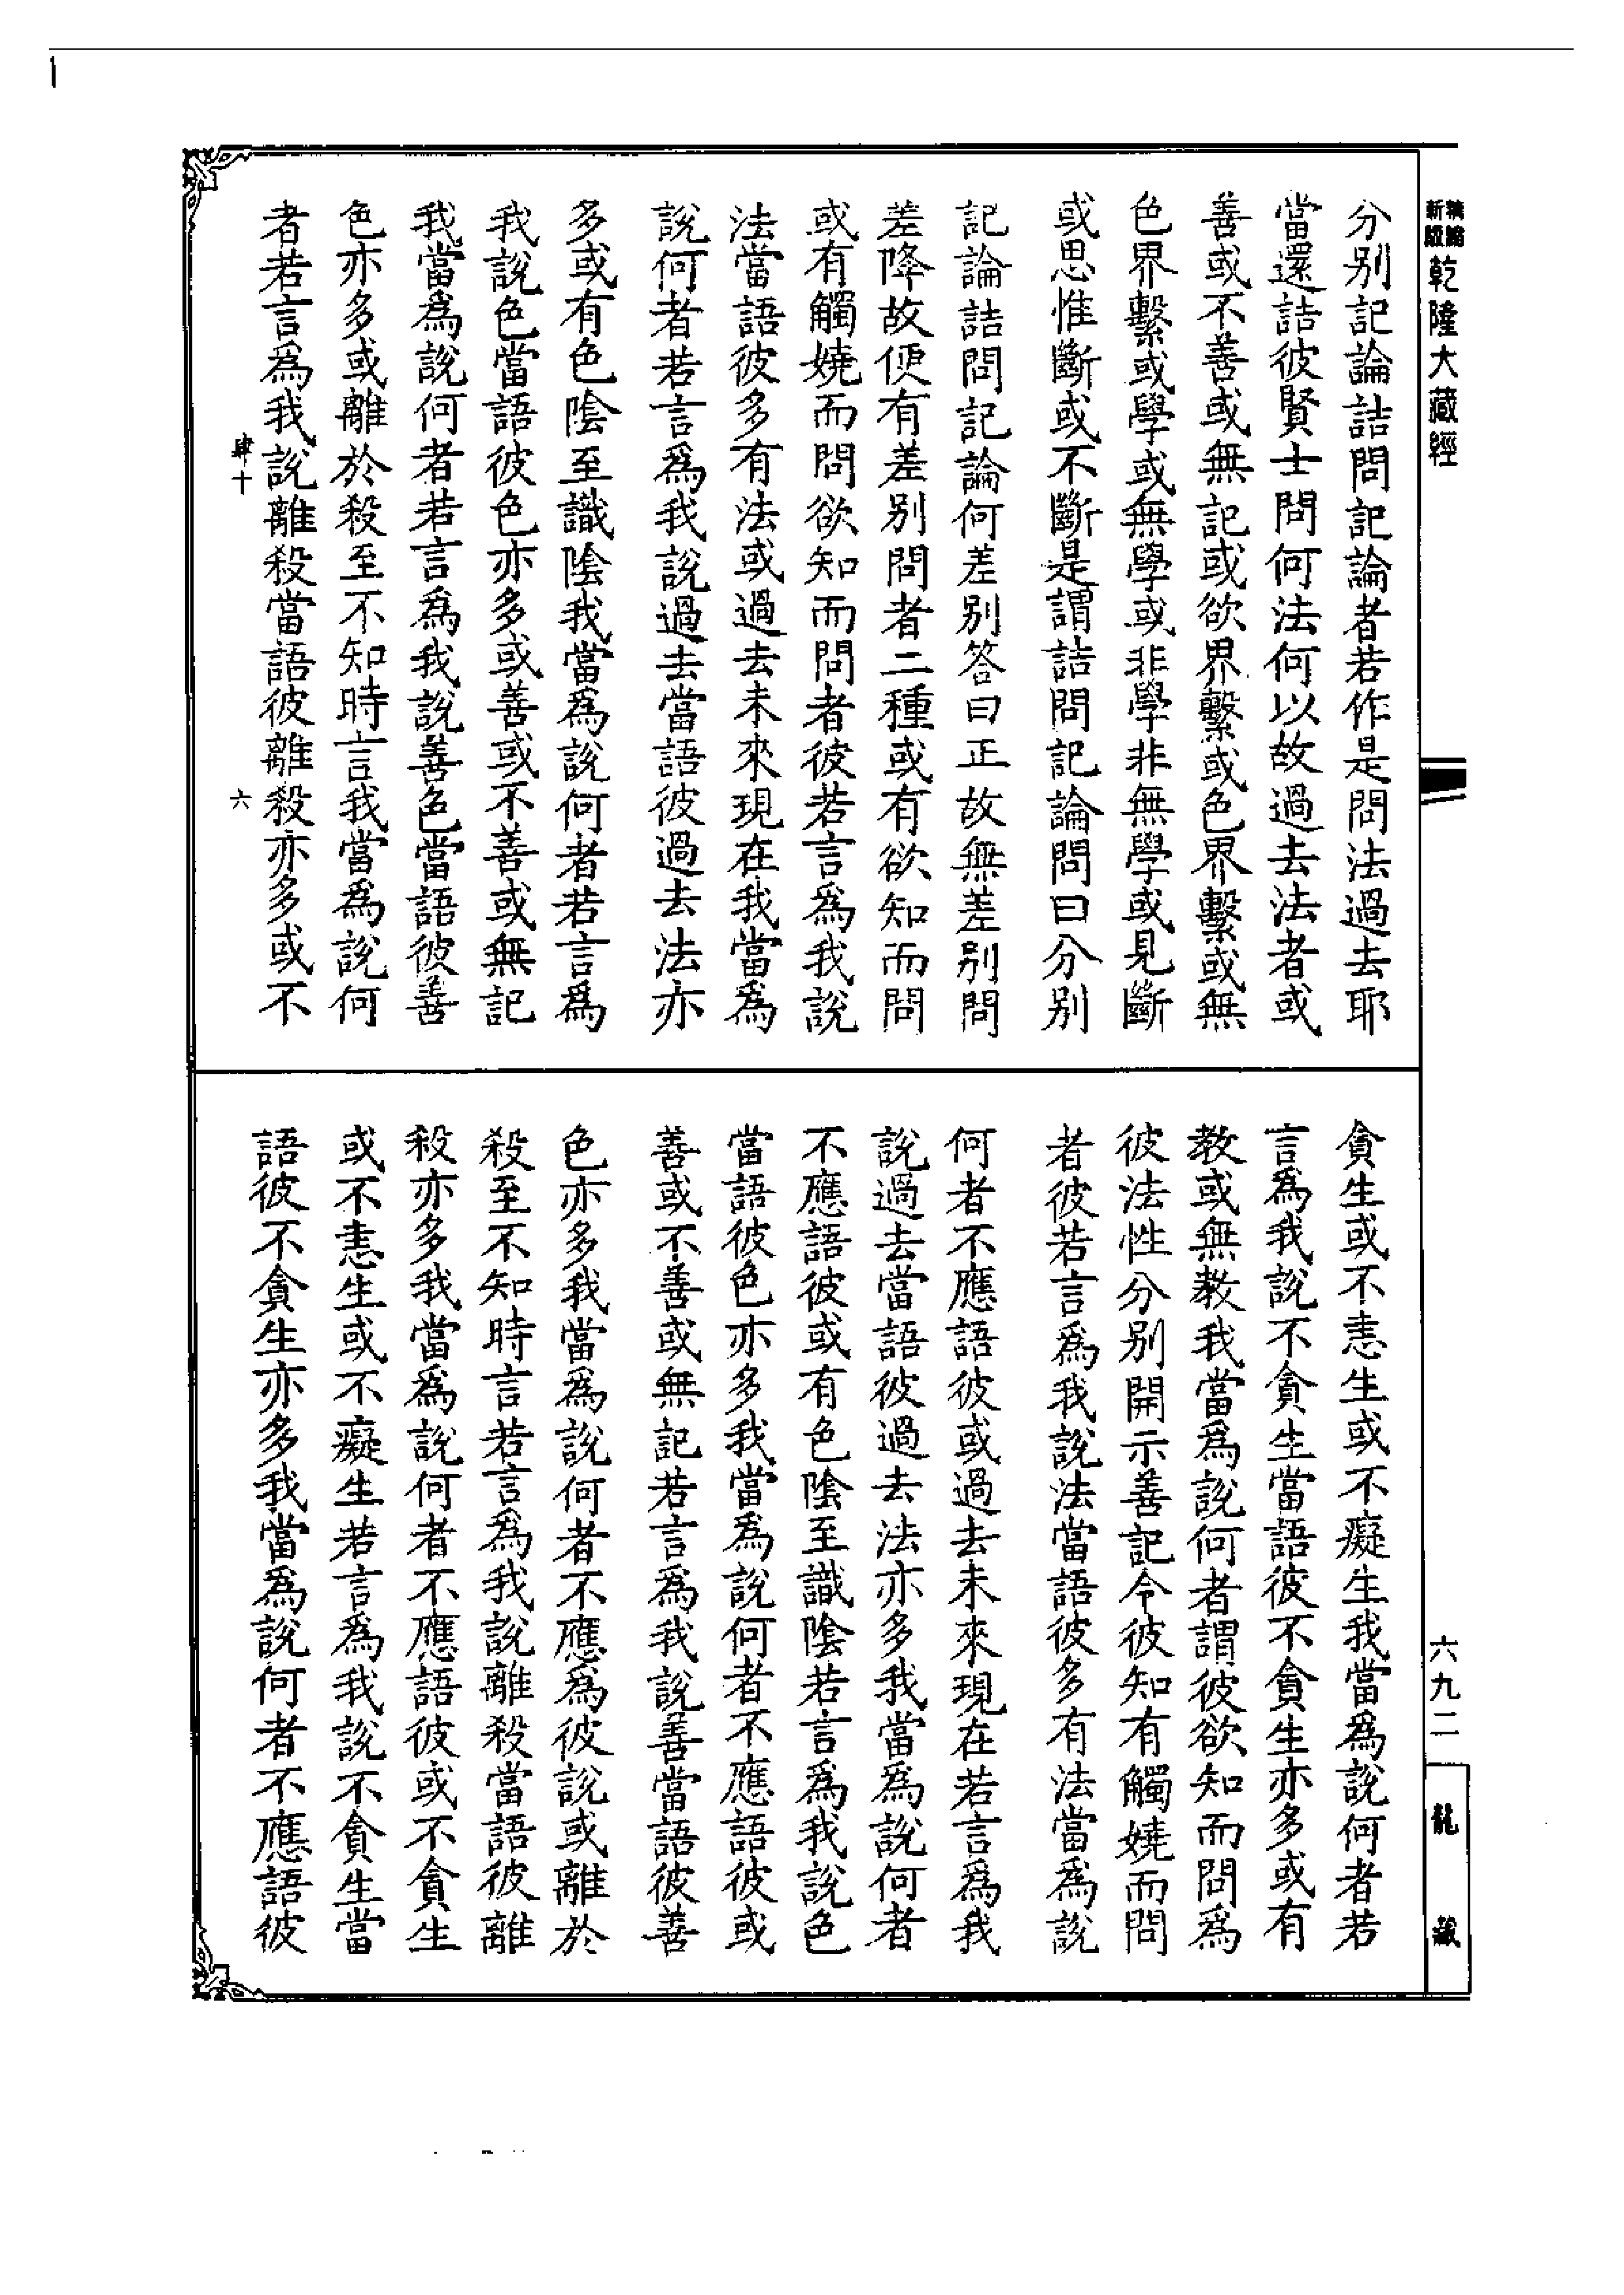 新版精縮
乾隆大藏經
六九二
龍藏
分别記論詰問記論者若作是問法過去耶
當還詰彼賢士問何法何以故過去法者或
善或不善或無記或欲界繫或色界繫或無
色界繫或學或無學或非學非無學或見斷
或思惟斷或不斷是謂詰問記論問曰分别
記論詰問記論何差别答曰正故無差别問
差降故便有差别問者二種或有欲知而問
或有觸嬈而問欲知而問者彼若言爲我說
法當語彼多有法或過去未來現在我當爲
說何者若言爲我說過去當語彼過去法亦
多或有色陰至識陰我當爲說何者若言爲
我說色當語彼色亦多或善或不善或無記
我當爲說何者若言爲我說善色當語彼善
色亦多或離於殺至不知時言我當爲說何
者若言爲我說離殺當語彼離殺亦多或不
肆十
六
貪生或不恚生或不癡生我當爲說何者若
言爲我說不貪生當語彼不貪生亦多或有
教或無教我當爲說何者謂彼欲知而問爲
彼法性分别開示善記令彼知有觸嬈而問
者彼若言爲我說法當語彼多有法當爲說
何者不應語彼或過去未來現在若言爲我
說過去當語彼過去法亦多我當爲說何者
不應語彼或有色陰至識陰若言爲我說色
當語彼色亦多我當爲說何者不應語彼或
善或不善或無記若言爲我說善當語彼善
色亦多我當爲說何者不應爲彼說或離於
殺至不知時言若言爲我說離殺當語彼離
殺亦多我當爲說何者不應語彼或不貪生
或不恚生或不癡生若言爲我說不貪生當
語彼不貪生亦多我當爲說何者不應語彼